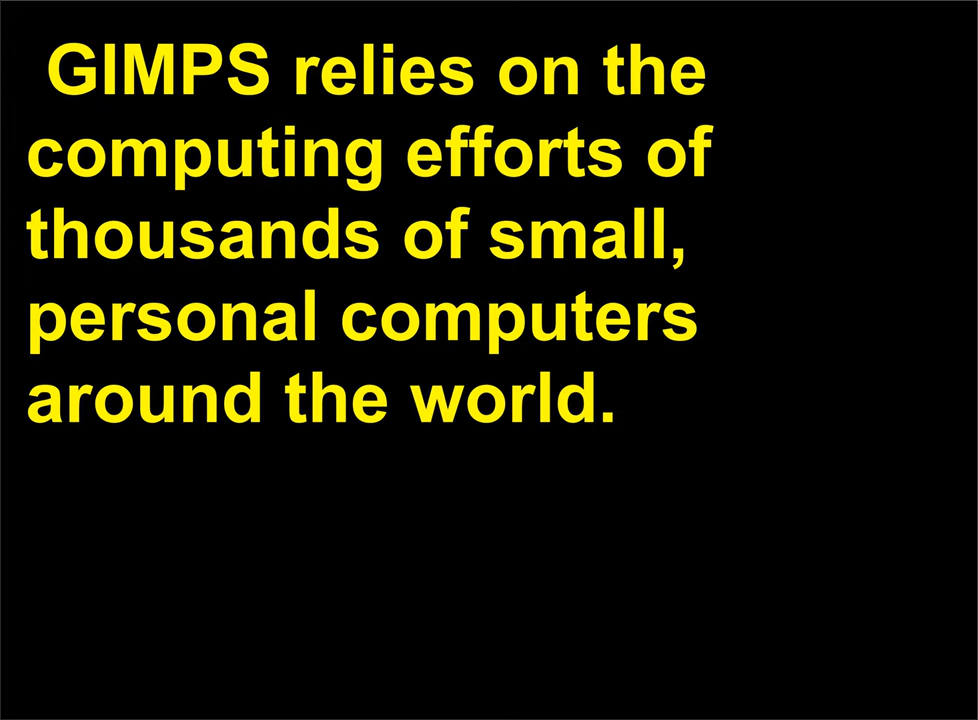 GIMPS relies on the
computing efforts of
thousands of small,
personal computers
around the world.